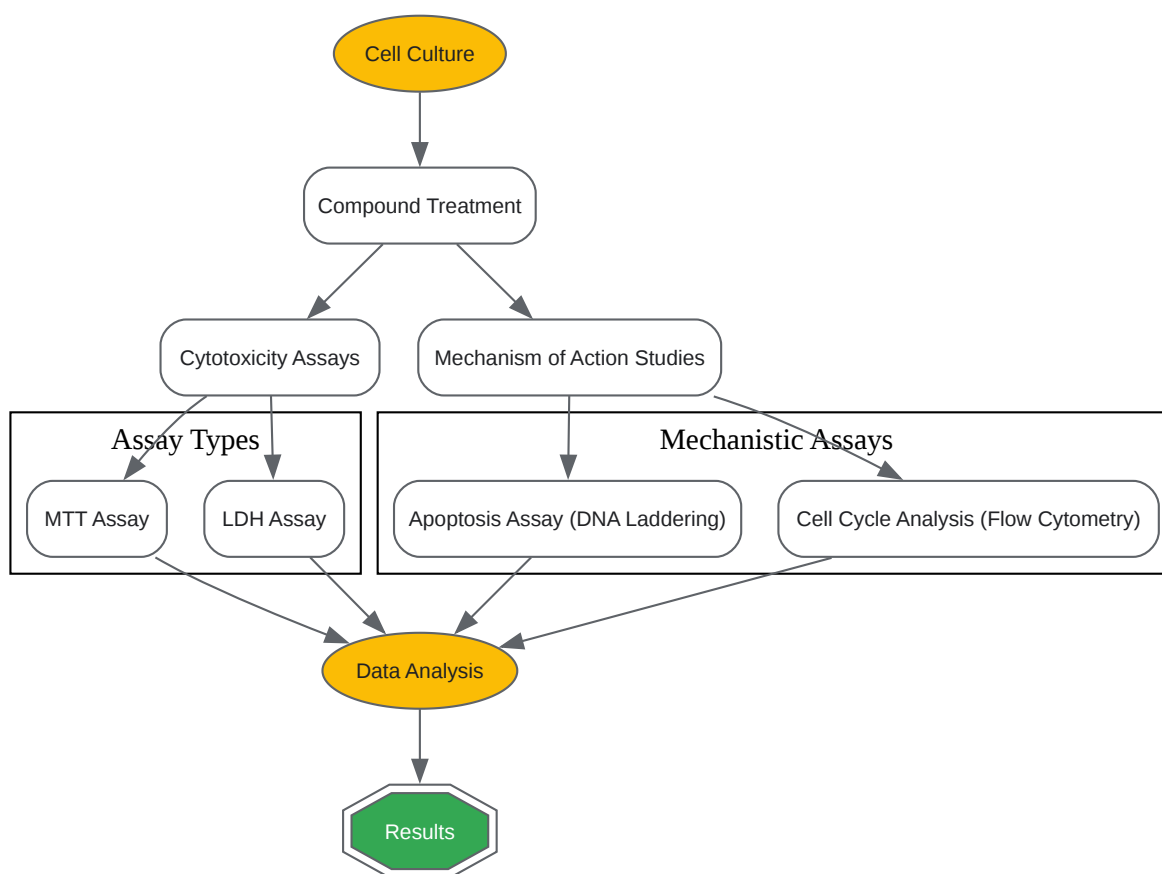 Cell Culture
Compound Treatment
Cytotoxicity Assays
Mechanism of Action Studies
Assay Types
Mechanistic Assays
MTT Assay
LDH Assay
Apoptosis Assay (DNA Laddering)
Cell Cycle Analysis (Flow Cytometry)
Data Analysis
Results